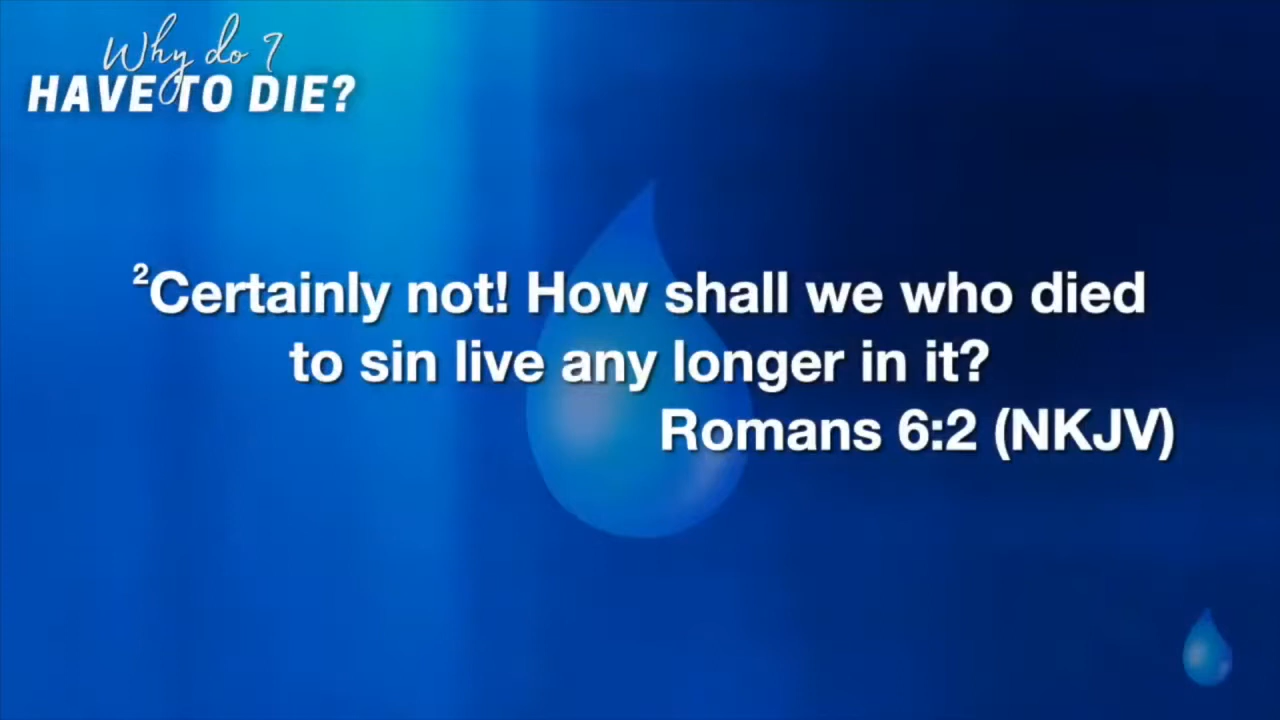 Why do I
HAVE TO DIE?
²Certainly not! How shall we who died
to sin live any longer in it?
Romans 6:2 (NKJV)